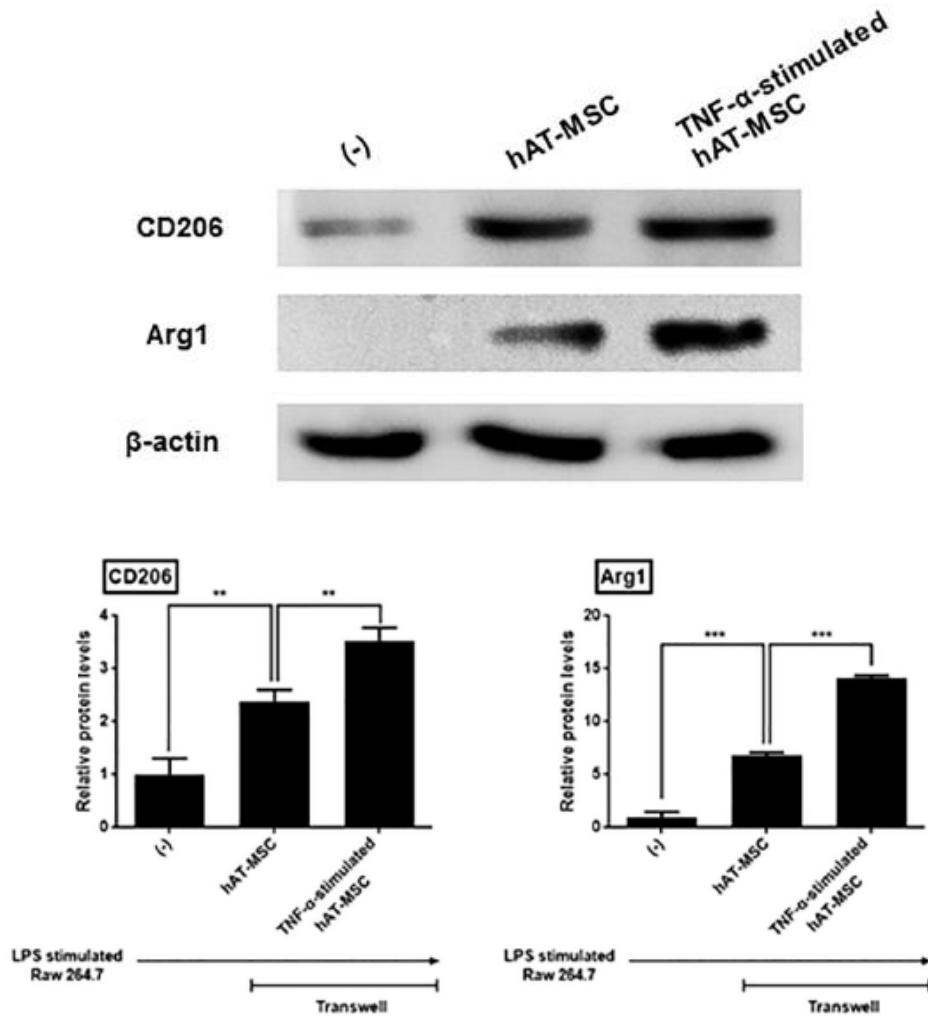 (-)
hAT-MSC
TNF-α-stimulated
hAT-MSC
CD206
Arg1
β-actin
CD206
**
**
4
3
2
1
0
Relative protein levels
(-)
hAT-MSC
TNF-α-stimulated
hAT-MSC
LPS stimulated
Raw 264.7
Transwell
Arg1
***
***
20
15
10
5
0
Relative protein levels
(-)
hAT-MSC
TNF-α-stimulated
hAT-MSC
LPS stimulated
Raw 264.7
Transwell